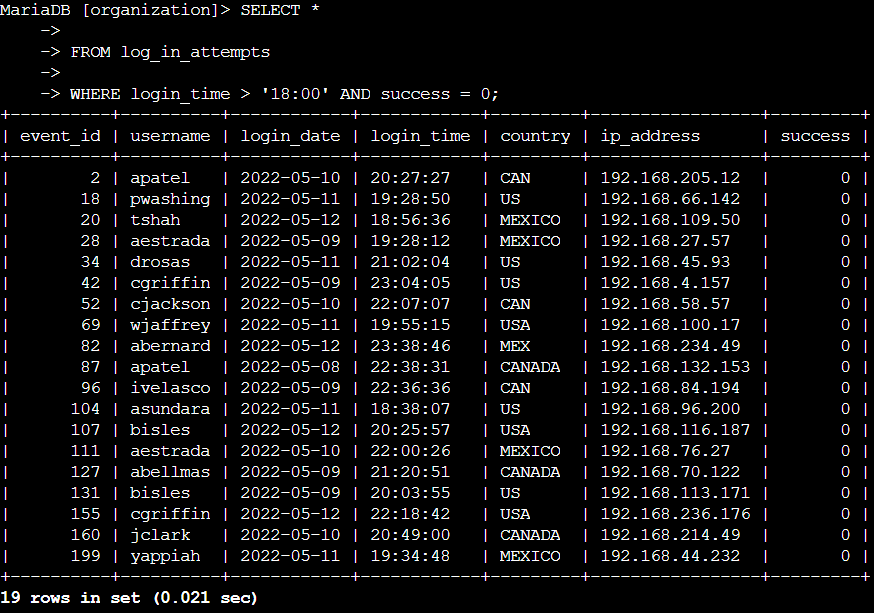 MariaDB [organization]> SELECT *
    ->
    -> FROM log_in_attempts
    ->
    -> WHERE login_time > '18:00' AND success = 0;
+----------+----------+------------+------------+---------+-----------------+---------+
| event_id | username | login_date | login_time | country | ip_address      | success |
+----------+----------+------------+------------+---------+-----------------+---------+
|        2 | apatel   | 2022-05-10 | 20:27:27   | CAN     | 192.168.205.12  |       0 |
|       18 | pwashing | 2022-05-11 | 19:28:50   | US      | 192.168.66.142  |       0 |
|       20 | tshah    | 2022-05-12 | 18:56:36   | MEXICO  | 192.168.109.50  |       0 |
|       28 | aestrada | 2022-05-09 | 19:28:12   | MEXICO  | 192.168.27.57   |       0 |
|       34 | drosas   | 2022-05-11 | 21:02:04   | US      | 192.168.45.93   |       0 |
|       42 | cgriffin | 2022-05-09 | 23:04:05   | US      | 192.168.4.157   |       0 |
|       52 | cjackson | 2022-05-10 | 22:07:07   | CAN     | 192.168.58.57   |       0 |
|       69 | wjaffrey | 2022-05-11 | 19:55:15   | USA     | 192.168.100.17  |       0 |
|       82 | abernard | 2022-05-12 | 23:38:46   | MEX     | 192.168.234.49  |       0 |
|       87 | apatel   | 2022-05-08 | 22:38:31   | CANADA  | 192.168.132.153 |       0 |
|       96 | ivelasco | 2022-05-09 | 22:36:36   | CAN     | 192.168.84.194  |       0 |
|      104 | asundara | 2022-05-11 | 18:38:07   | US      | 192.168.96.200  |       0 |
|      107 | bisles   | 2022-05-12 | 20:25:57   | USA     | 192.168.116.187 |       0 |
|      111 | aestrada | 2022-05-10 | 22:00:26   | MEXICO  | 192.168.76.27   |       0 |
|      127 | abellmas | 2022-05-09 | 21:20:51   | CANADA  | 192.168.70.122  |       0 |
|      131 | bisles   | 2022-05-09 | 20:03:55   | US      | 192.168.113.171 |       0 |
|      155 | cgriffin | 2022-05-12 | 22:18:42   | USA     | 192.168.236.176 |       0 |
|      160 | jclark   | 2022-05-10 | 20:49:00   | CANADA  | 192.168.214.49  |       0 |
|      199 | yappiah  | 2022-05-11 | 19:34:48   | MEXICO  | 192.168.44.232  |       0 |
+----------+----------+------------+------------+---------+-----------------+---------+
19 rows in set (0.021 sec)